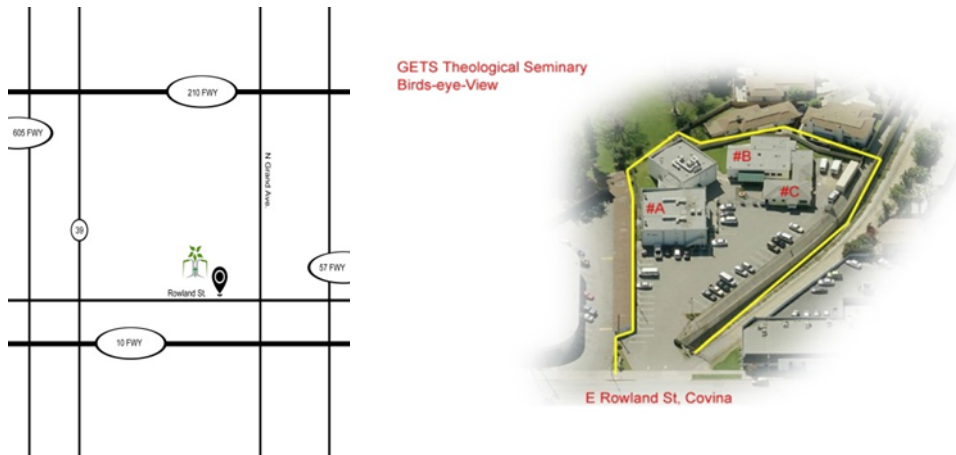 210 FWY
605 FWY
N Grand Ave.
39
57 FWY
Rowland St.
10 FWY
GETS Theological Seminary
Birds-eye-View
#B
#C
#A
E Rowland St, Covina